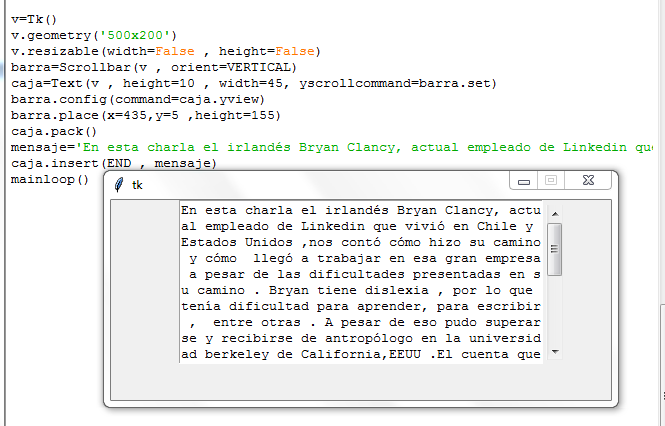 v=Tk()
v.geometry('500x200')
v.resizable(width=False , height=False)
barra=Scrollbar(v , orient=VERTICAL)
caja=Text(v , height=10 , width=45, yscrollcommand=barra.set)
barra.config(command=caja.yview)
barra.place(x=435,y=5 ,height=155)
caja.pack()
mensaje='En esta charla el irlandés Bryan Clancy, actual empleado de Linkedin que
caja.insert(END , mensaje)
mainloop()
tk
En esta charla el irlandés Bryan Clancy, actu
al empleado de Linkedin que vivió en Chile y
Estados Unidos ,nos contó cómo hizo su camino
 y cómo  llegó a trabajar en esa gran empresa
 a pesar de las dificultades presentadas en s
u camino . Bryan tiene dislexia , por lo que
tenía dificultad para aprender, para escribir
 ,  entre otras . A pesar de eso pudo superar
se y recibirse de antropólogo en la universid
ad berkeley de California,EEUU .El cuenta que